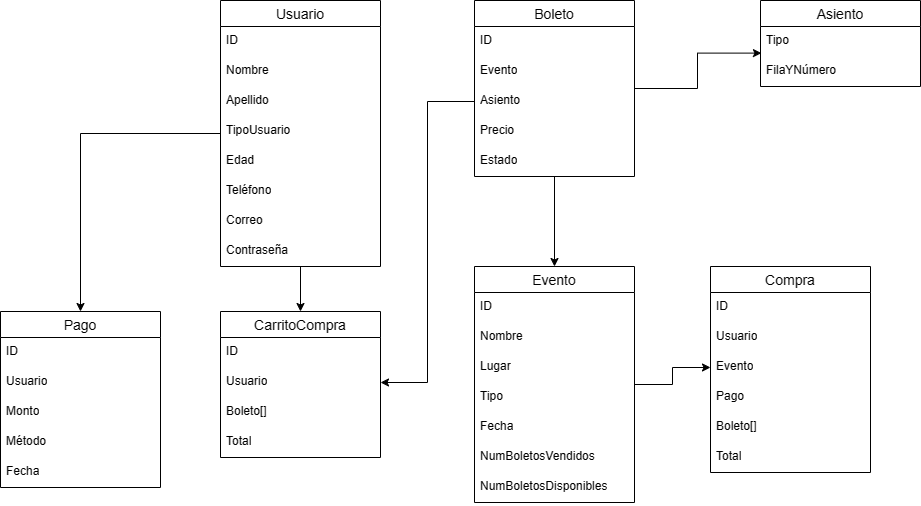 Usuario
ID
Nombre
Apellido
TipoUsuario
Edad
Teléfono
Correo
Contraseña
Boleto
ID
Evento
Asiento
Precio
Estado
Asiento
Tipo
FilaYNúmero
Pago
ID
Usuario
Monto
Método
Fecha
CarritoCompra
ID
Usuario
Boleto[]
Total
Evento
ID
Nombre
Lugar
Tipo
Fecha
NumBoletosVendidos
NumBoletosDisponibles
Compra
ID
Usuario
Evento
Pago
Boleto[]
Total